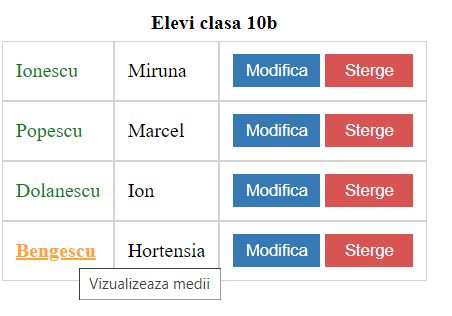 Elevi clasa 10b
Ionescu Miruna Modifica Sterge
Popescu Marcel Modifica Sterge
Dolanescu Ion Modifica Sterge
Bengescu Hortensia Modifica Sterge
Vizualizeaza medii